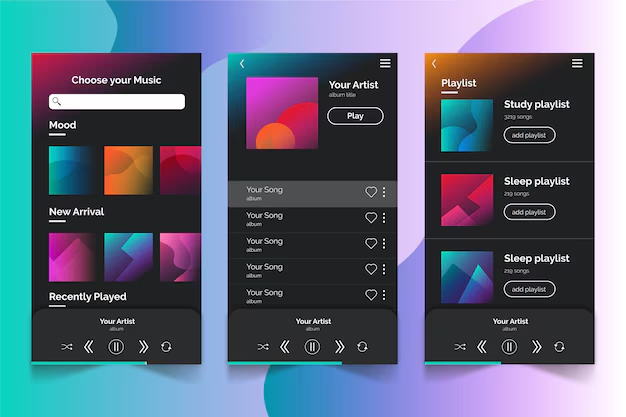 Choose your Music
Mood
New Arrival
Recently Played
Your Artist
album
Your Artist
album title
Play
Your Song
album
Your Song
album
Your Song
album
Your Song
album
Your Song
album
Your Artist
album
Playlist
Study playlist
3219 songs
add playlist
Sleep playlist
219 songs
add playlist
Sleep playlist
219 songs
add playlist
Your Artist
album